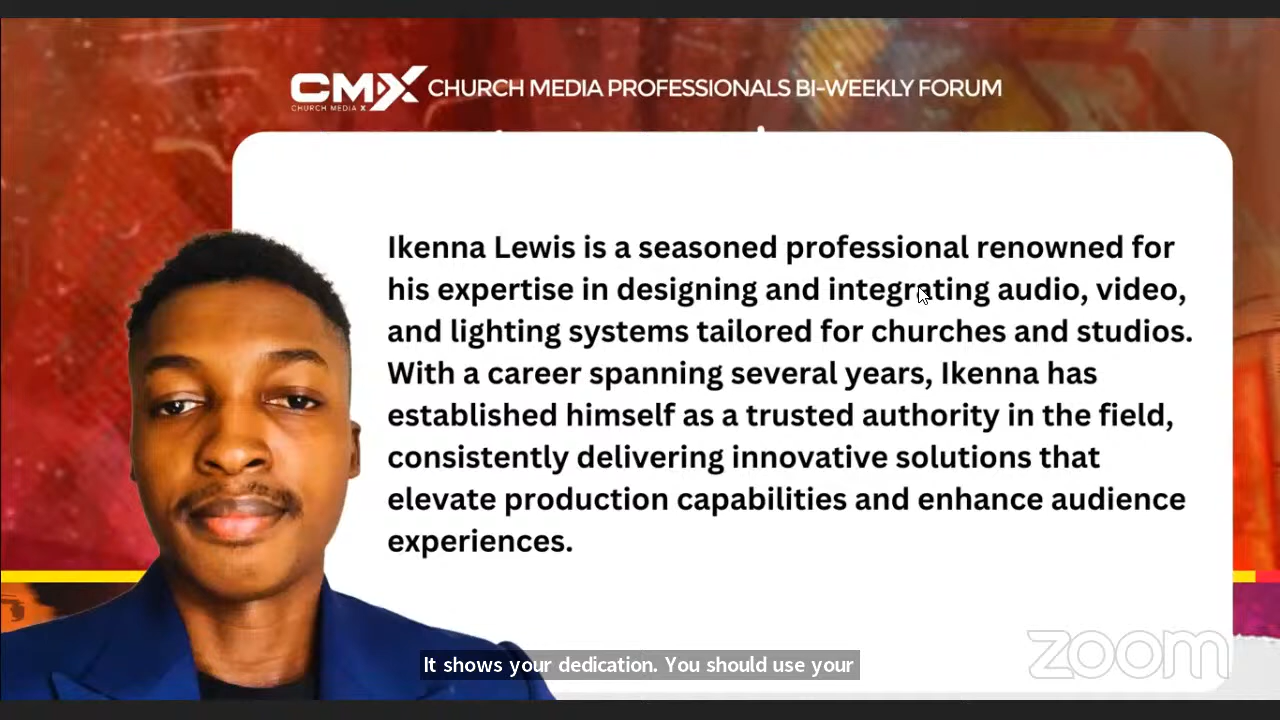 CMX CHURCH MEDIA PROFESSIONALS BI-WEEKLY FORUM
CHURCH MEDIA X
Ikenna Lewis is a seasoned professional renowned for
his expertise in designing and integrating audio, video,
and lighting systems tailored for churches and studios.
With a career spanning several years, Ikenna has
established himself as a trusted authority in the field,
consistently delivering innovative solutions that
elevate production capabilities and enhance audience
experiences.
It shows your dedication. You should use your
zoom